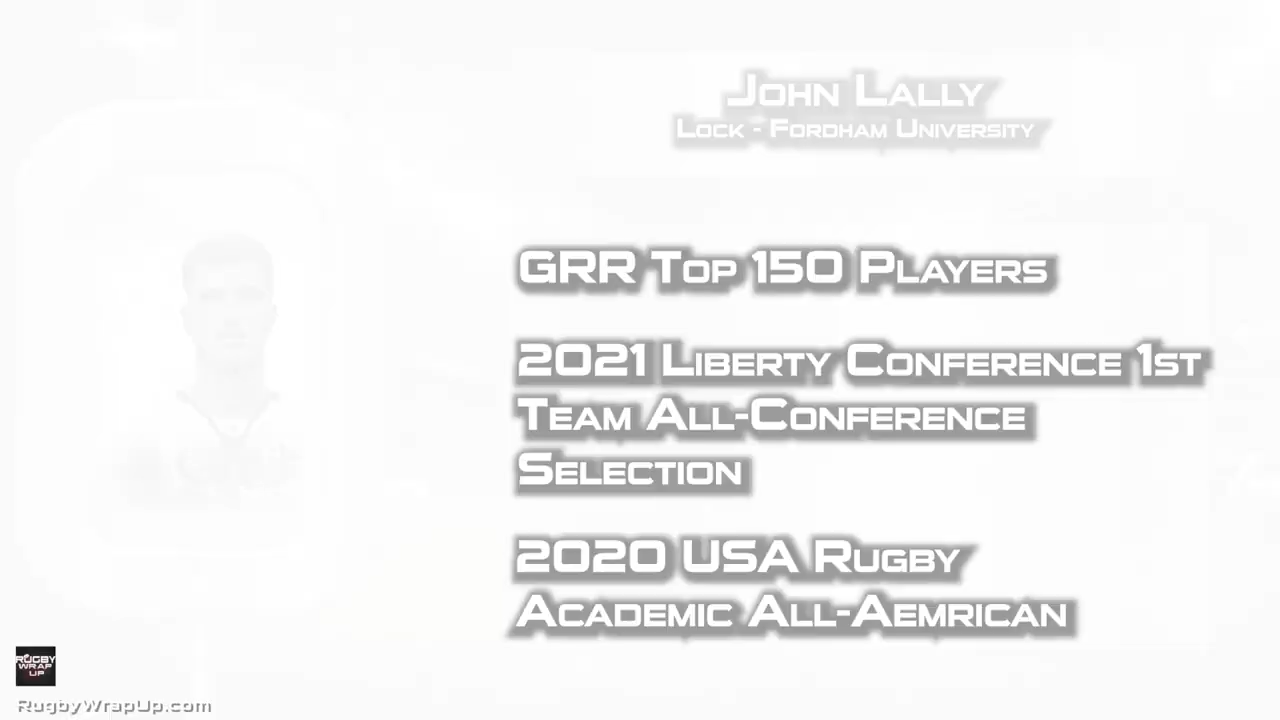 John Lally
Lock - Fordham University
GRR Top 150 Players
2021 Liberty Conference 1st
Team All-Conference
Selection
2020 USA Rugby
Academic All-Aemrican
RUGBY
WRAP
UP
RugbyWrapUp.com